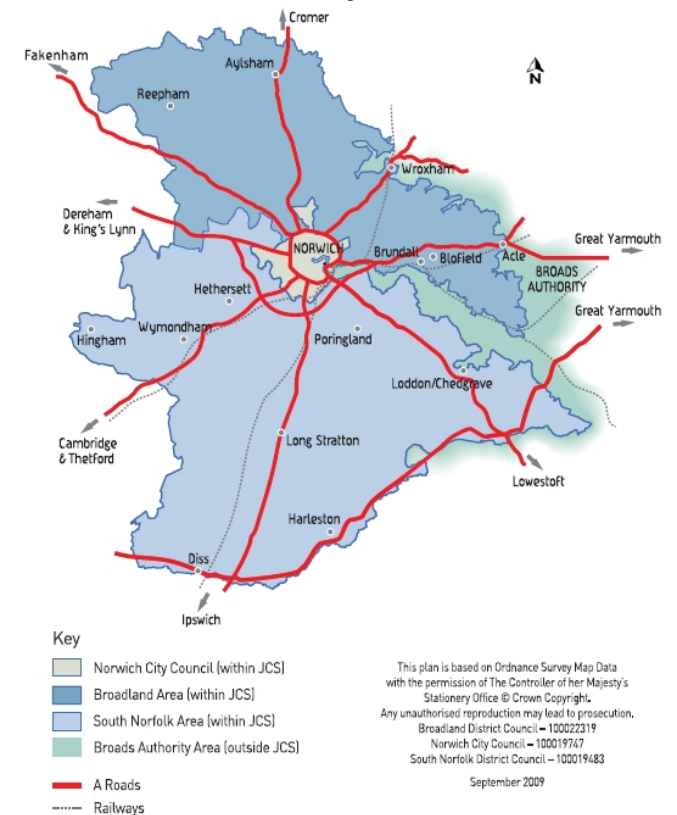 Cromer
Fakenham
Aylsham
N
Reepham
Wroxham
Dereham
& King's Lynn
NORWICH
Great Yarmouth
Brundall
Blofield
Acle
BROADS
AUTHORITY
Hethersett
Great Yarmouth
Wymondham
Hingham
Poringland
Loddon/Chedgrave
Cambridge
& Thetford
Long Stratton
Lowestoft
Harleston
Diss
Ipswich
Key
Norwich City Council (within JCS)
Broadland Area (within JCS)
South Norfolk Area (within JCS)
Broads Authority Area (outside JCS)
A Roads
Railways
This plan is based on Ordnance Survey Map Data
with the permission of The Controller of her Majesty's
Stationery Office © Crown Copyright.
Any unauthorised reproduction may lead to prosecution.
Broadland District Council – 100022319
Norwich City Council – 100019747
South Norfolk District Council – 100019483
September 2009